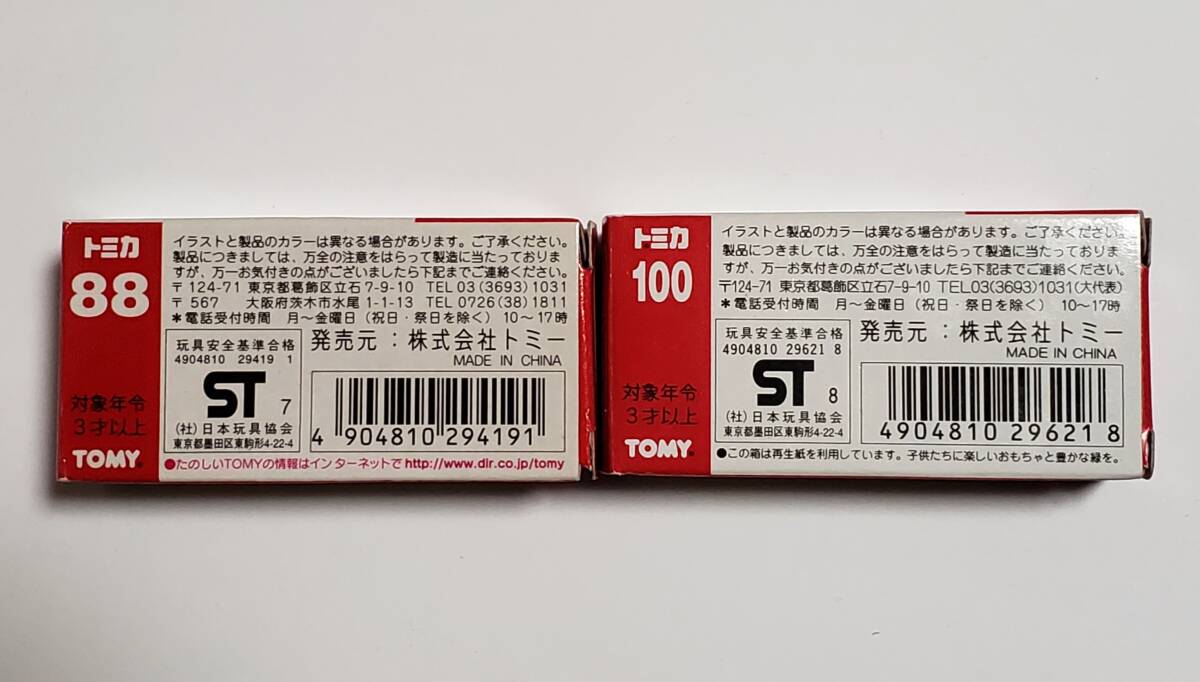 トミカ
88
対象年令
3才以上
TOMY
イラストと製品のカラーは異なる場合があります。ご了承ください。
製品につきましては、万全の注意をはらって製造に当たっておりま
すが、万一お気付きの点がございましたら下記までご連絡ください。
〒124-71 東京都葛飾区立石7-9-10 TEL 03(3693)1031
〒567 大阪府茨木市水尾1-1-13 TEL 0726(38)1811
＊電話受付時間 月〜金曜日(祝日・祭日を除く) 10〜17時
玩具安全基準合格
4904810 29419 1
ST 7
(社)日本玩具協会
東京都墨田区東駒形4-22-4
発売元：株式会社トミー
MADE IN CHINA
4 904810 294191
●たのしいTOMYの情報はインターネットで http://www.dlr.co.jp/tomy
トミカ
100
対象年令
3才以上
TOMY
イラストと製品のカラーは異なる場合があります。ご了承ください。
製品につきましては、万全の注意をはらって製造に当たっておりま
すが、万一お気付きの点がございましたら下記までご連絡ください。
〒124-71 東京都葛飾区立石7-9-10 TEL.03(3693)1031(大代表)
＊電話受付時間 月〜金曜日(祝日・祭日を除く) 10〜17時
玩具安全基準合格
4904810 29621 8
ST 8
(社)日本玩具協会
東京都墨田区東駒形4-22-4
発売元：株式会社トミー
MADE IN CHINA
4904810 29621 8
●この箱は再生紙を利用しています。子供たちに楽しいおもちゃと豊かな緑を。